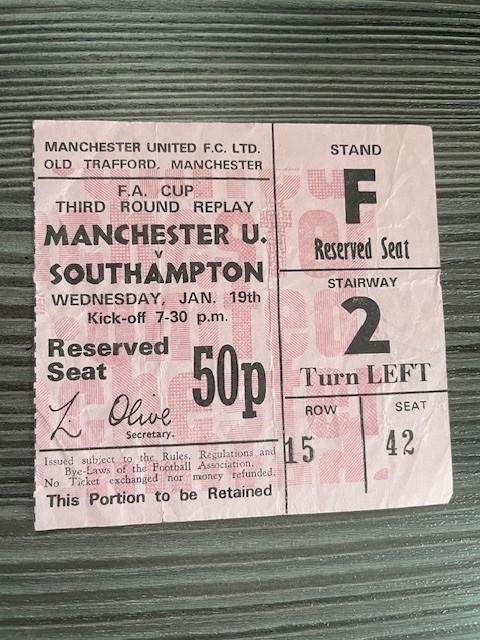 MANCHESTER UNITED F.C. LTD.
OLD TRAFFORD, MANCHESTER
F.A. CUP
THIRD ROUND REPLAY
MANCHESTER U.
v
SOUTHAMPTON
WEDNESDAY, JAN. 19th
Kick-off 7-30 p.m.
Reserved
Seat
50p
L. Olive
Secretary.
Issued subject to the Rules, Regulations and
Bye-Laws of the Football Association.
No Ticket exchanged nor money refunded.
This Portion to be Retained
STAND
F
Reserved Seat
STAIRWAY
2
Turn LEFT
ROW
SEAT
15
42